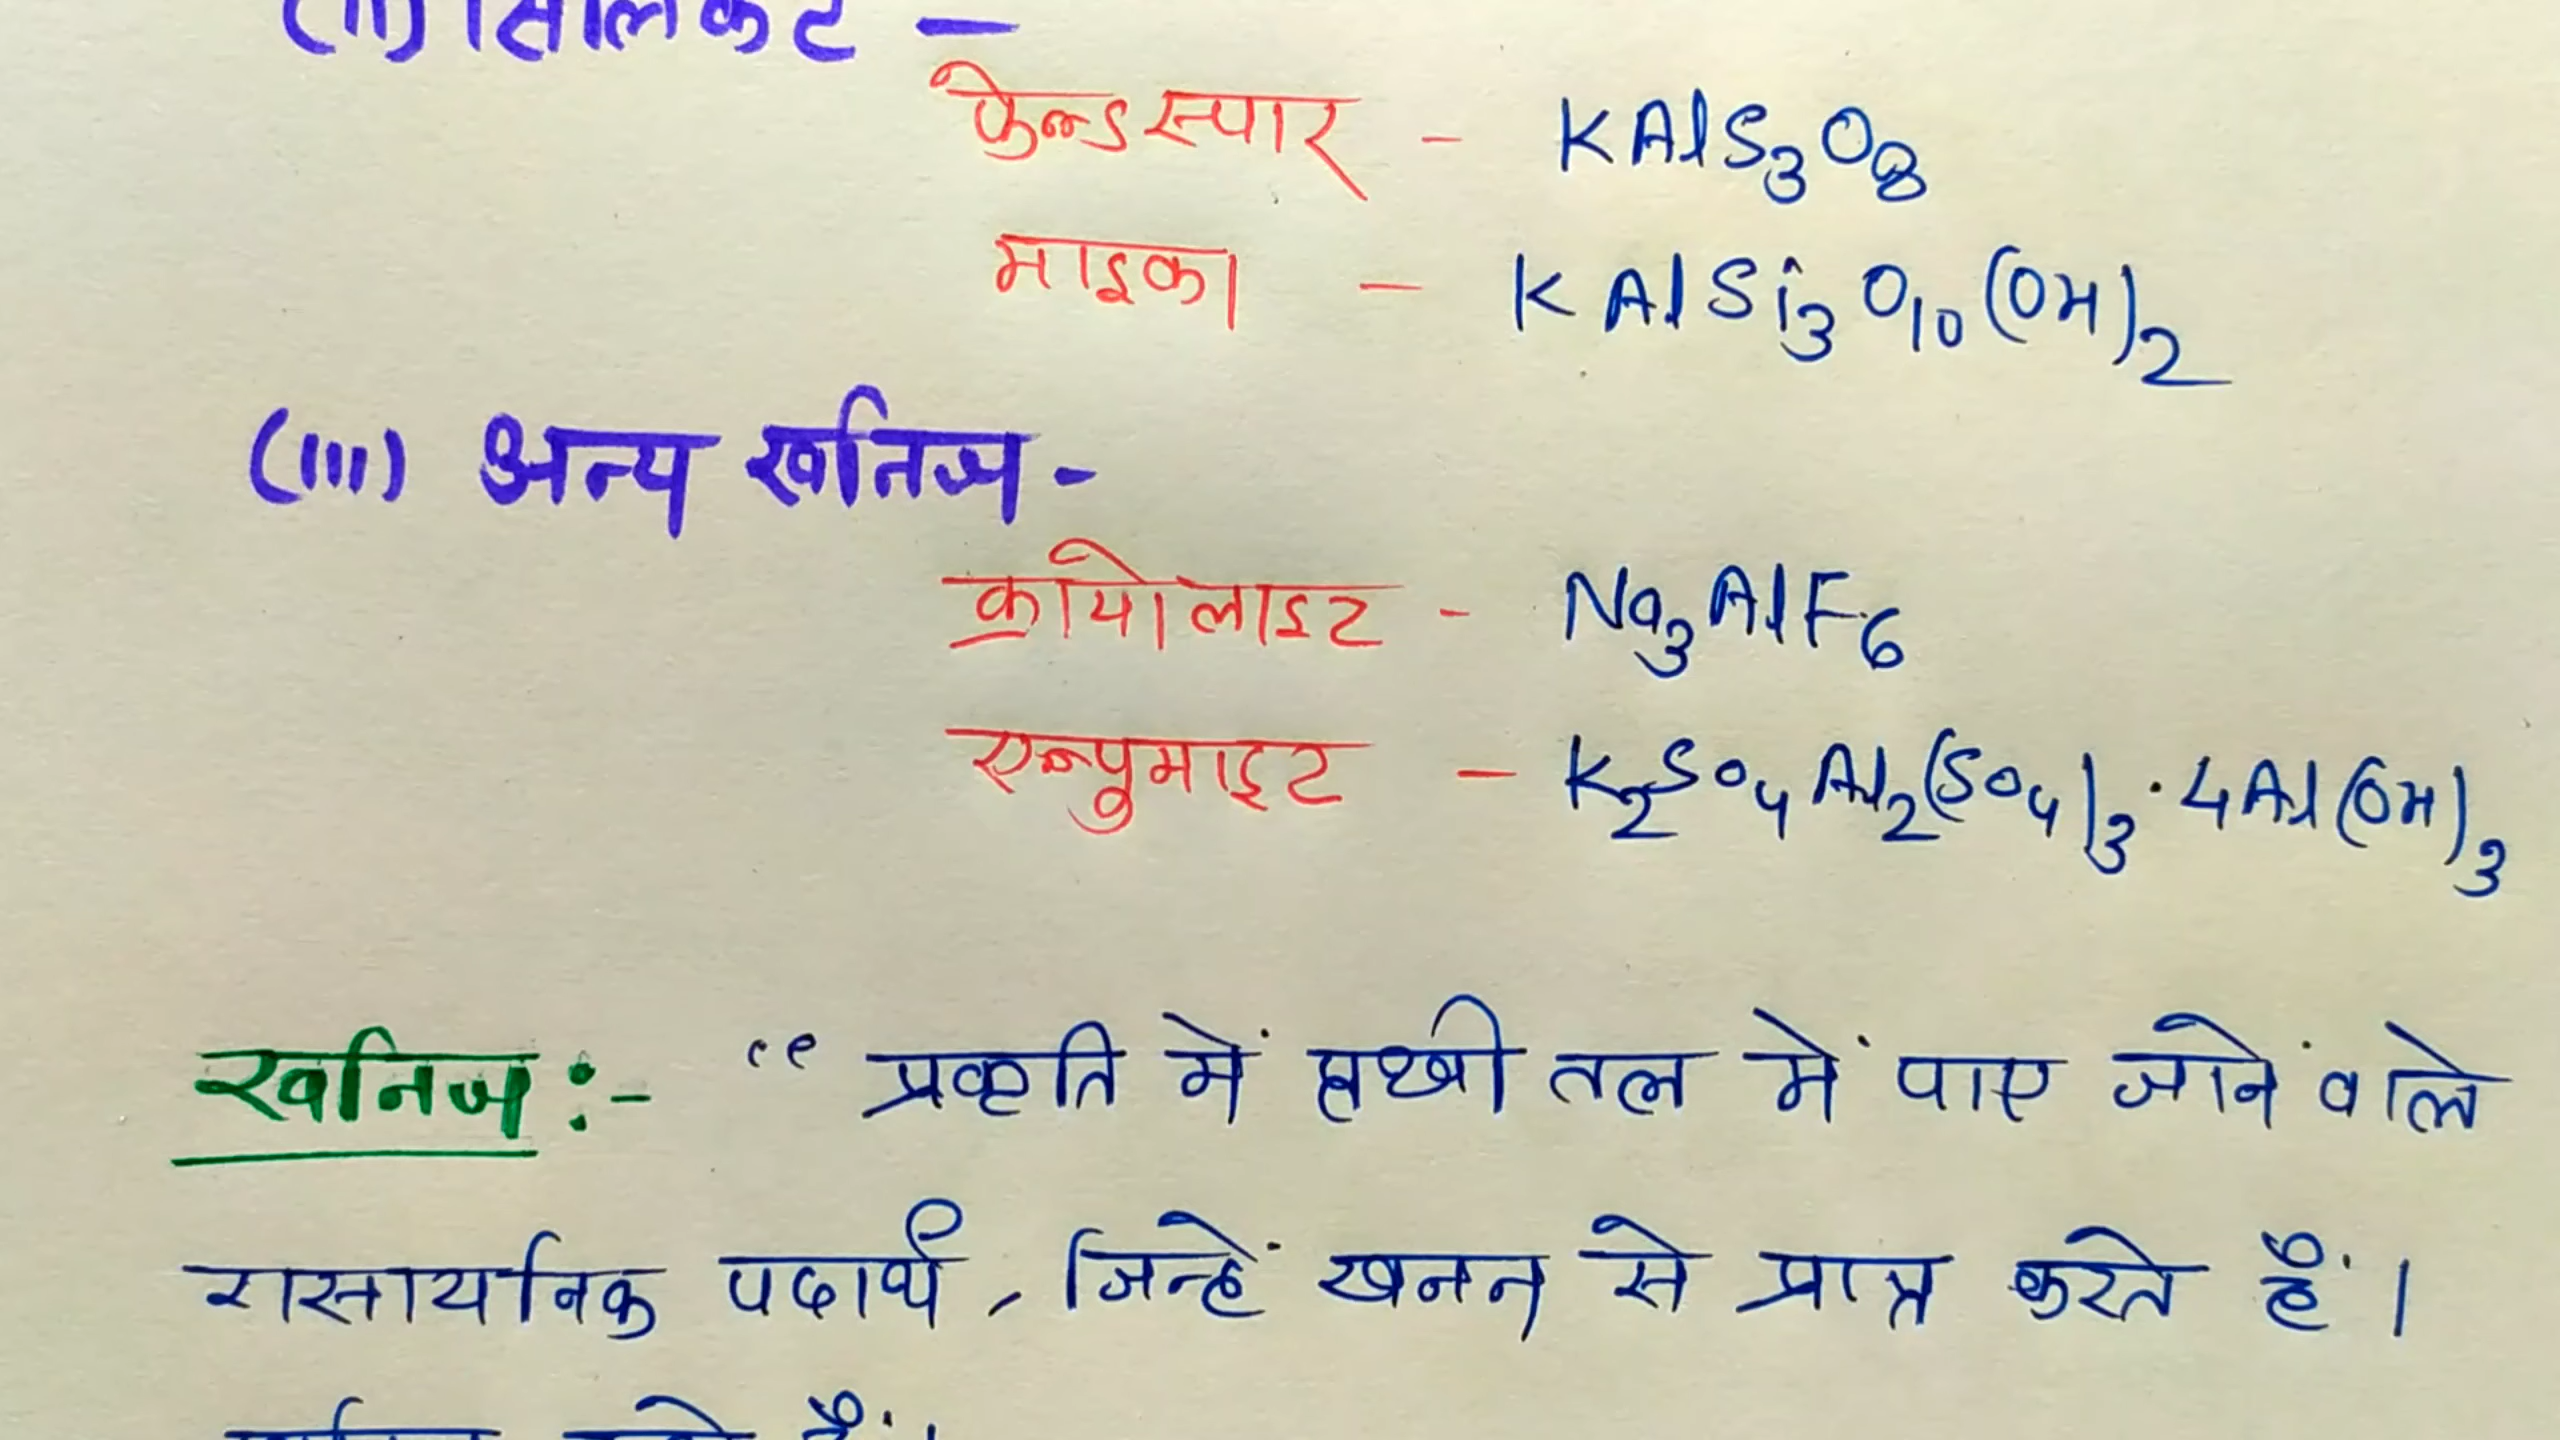 (ii) सिलिकेट –
फेल्डस्पार – KAlS₃O₈
माइका – KAlSi₃O₁₀(OH)₂
(iii) अन्य खनिज -
क्रायोलाइट - Na₃AlF₆
एल्युमाइट – K₂SO₄Al₂(SO₄)₃·4Al(OH)₃
खनिज :- “ प्रकृति में पृथ्वी तल में पाए जाने वाले
रासायनिक पदार्थ, जिन्हें खनन से प्राप्त करते हैं।